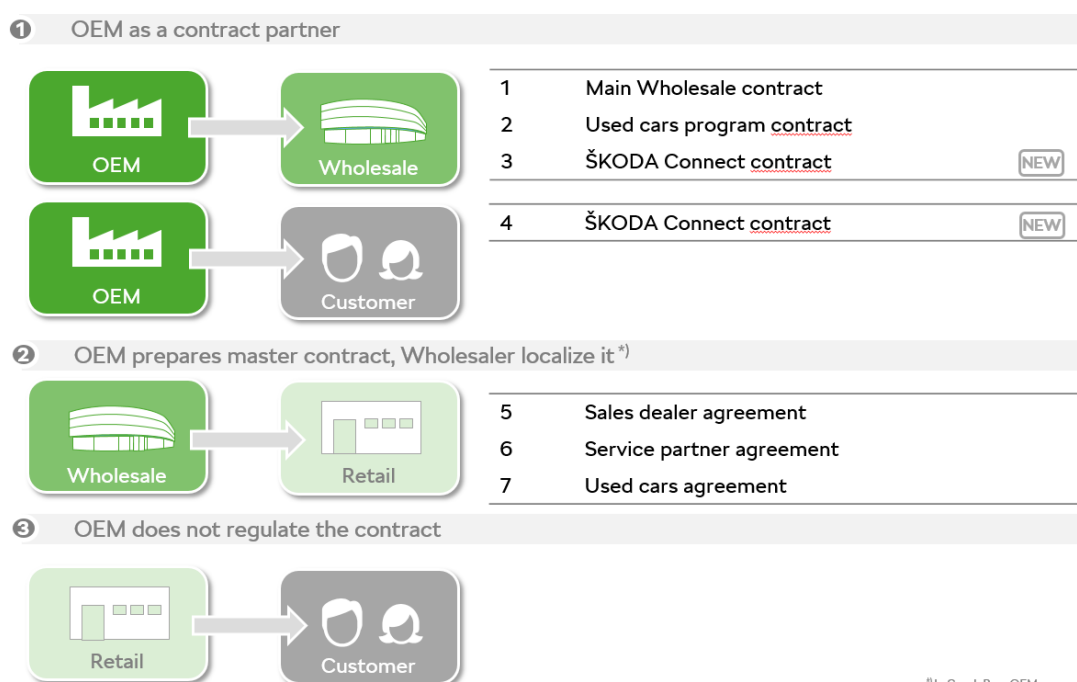 ❶ OEM as a contract partner
OEM
Wholesale
1 Main Wholesale contract
2 Used cars program contract
3 ŠKODA Connect contract NEW
OEM
Customer
4 ŠKODA Connect contract NEW
❷ OEM prepares master contract, Wholesaler localize it *)
Wholesale
Retail
5 Sales dealer agreement
6 Service partner agreement
7 Used cars agreement
❸ OEM does not regulate the contract
Retail
Customer